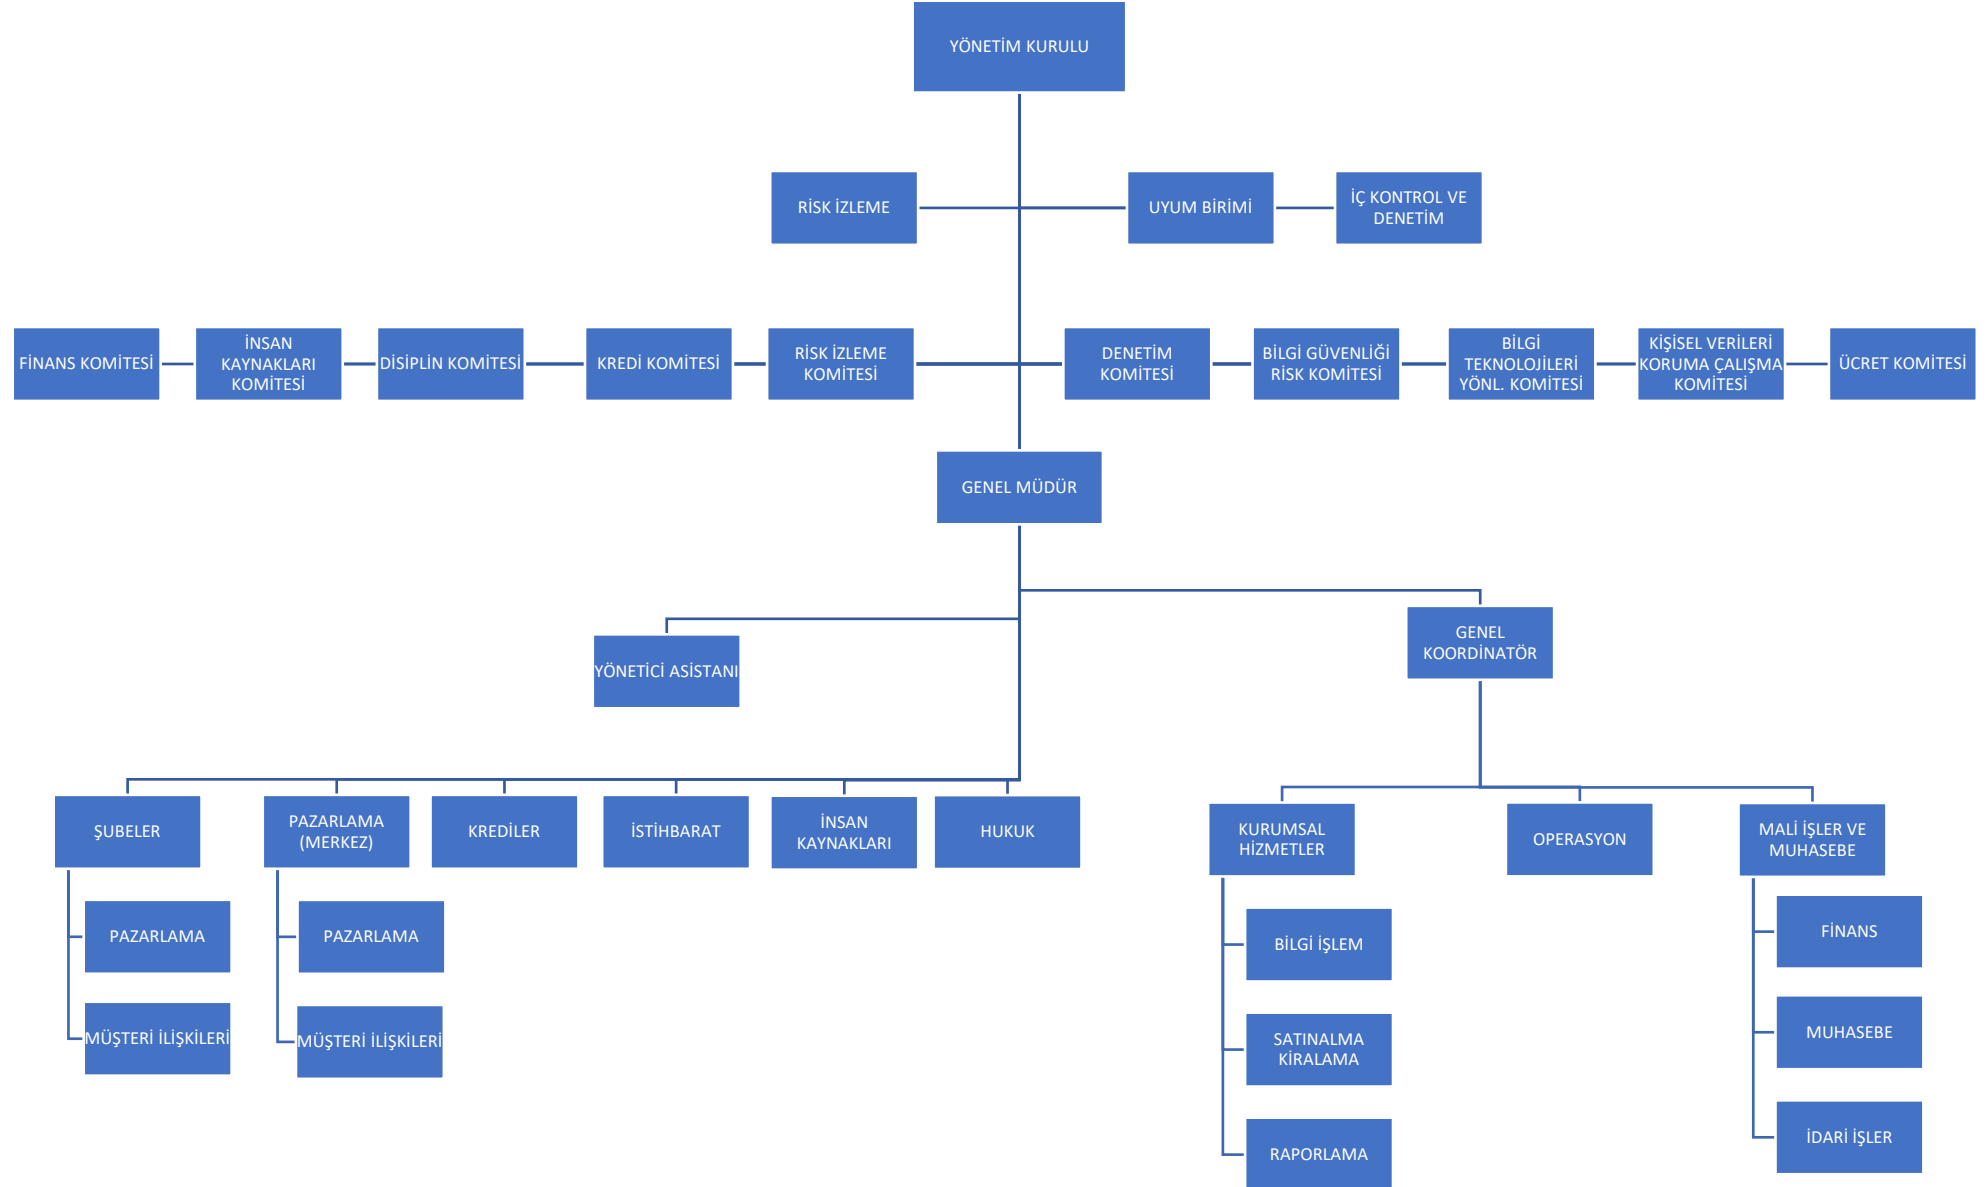 YÖNETİM KURULU
RİSK İZLEME
UYUM BİRİMİ
İÇ KONTROL VE
DENETİM
FİNANS KOMİTESİ
İNSAN
KAYNAKLARI
KOMİTESİ
DİSİPLİN KOMİTESİ
KREDİ KOMİTESİ
RİSK İZLEME
KOMİTESİ
DENETİM
KOMİTESİ
BİLGİ GÜVENLİĞİ
RİSK KOMİTESİ
BİLGİ
TEKNOLOJİLERİ
YÖNL. KOMİTESİ
KİŞİSEL VERİLERİ
KORUMA ÇALIŞMA
KOMİTESİ
ÜCRET KOMİTESİ
GENEL MÜDÜR
YÖNETİCİ ASİSTANI
GENEL
KOORDİNATÖR
ŞUBELER
PAZARLAMA
(MERKEZ)
KREDİLER
İSTİHBARAT
İNSAN
KAYNAKLARI
HUKUK
KURUMSAL
HİZMETLER
OPERASYON
MALİ İŞLER VE
MUHASEBE
PAZARLAMA
MÜŞTERİ İLİŞKİLERİ
PAZARLAMA
MÜŞTERİ İLİŞKİLERİ
BİLGİ İŞLEM
SATINALMA
KİRALAMA
RAPORLAMA
FİNANS
MUHASEBE
İDARİ İŞLER